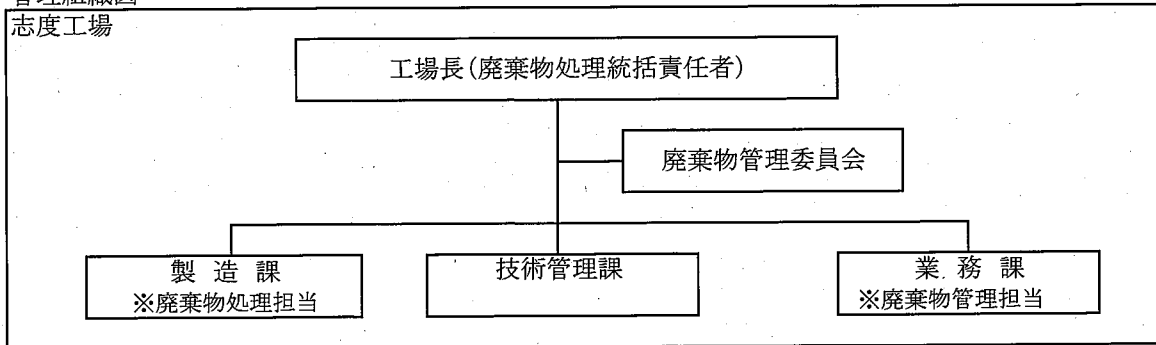 管理組織図
志度工場
工場長(廃棄物処理統括責任者)
廃棄物管理委員会
製造課
※廃棄物処理担当
技術管理課
業務課
※廃棄物管理担当